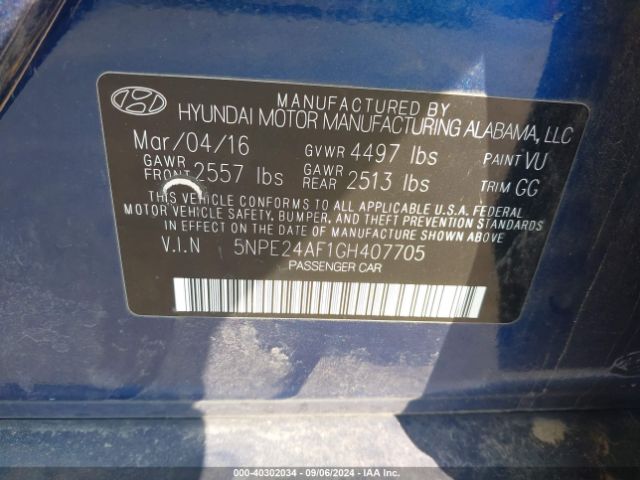 MANUFACTURED BY
HYUNDAI MOTOR MANUFACTURING ALABAMA, LLC
Mar/04/16 GVWR 4497 lbs PAINT VU
GAWR FRONT 2557 lbs GAWR REAR 2513 lbs TRIM GG
THIS VEHICLE CONFORMS TO ALL APPLICABLE U.S.A. FEDERAL
MOTOR VEHICLE SAFETY, BUMPER, AND THEFT PREVENTION STANDARDS
IN EFFECT ON THE DATE OF MANUFACTURE SHOWN ABOVE.
V.I.N 5NPE24AF1GH407705
PASSENGER CAR
000-40302034 - 09/06/2024 - IAA Inc.